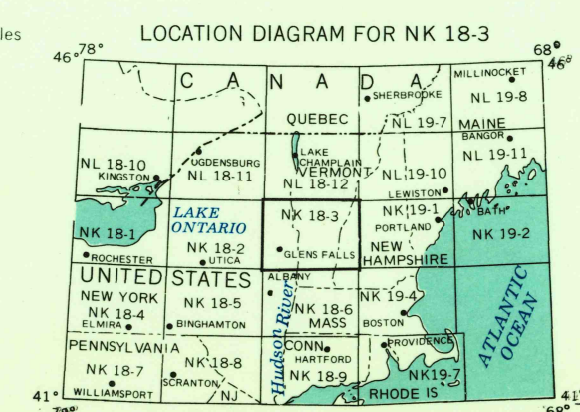 les
LOCATION DIAGRAM FOR NK 18-3
46° 78° 68°
46°
C A N A D A
MILLINOCKET
SHERBROOKE
NL 19-8
QUEBEC
NL 19-7
MAINE
BANGOR
UGDENSBURG
LAKE
CHAMPLAIN
NL 18-10
NL 19-11
VERMONT
KINGSTON
NL 18-11
NL 18-12
NL 19-10
LEWISTON
LAKE
ONTARIO
NK 18-3
NK 19-1
BATH
PORTLAND
NK 18-1
NK 18-2
NK 19-2
GLENS FALLS
NEW
HAMPSHIRE
ROCHESTER
UTICA
UNITED STATES
ALBANY
NEW YORK
NK 18-4
NK 18-5
NK 18-6
MASS
NK 19-4
ELMIRA
BINGHAMTON
BOSTON
Hudson River
ATLANTIC
OCEAN
PENNSYLVANIA
CONN
PROVIDENCE
NK 18-7
NK 18-8
HARTFORD
NK 18-9
NK19-7
SCRANTON
WILLIAMSPORT
NJ
RHODE IS
41°
41°